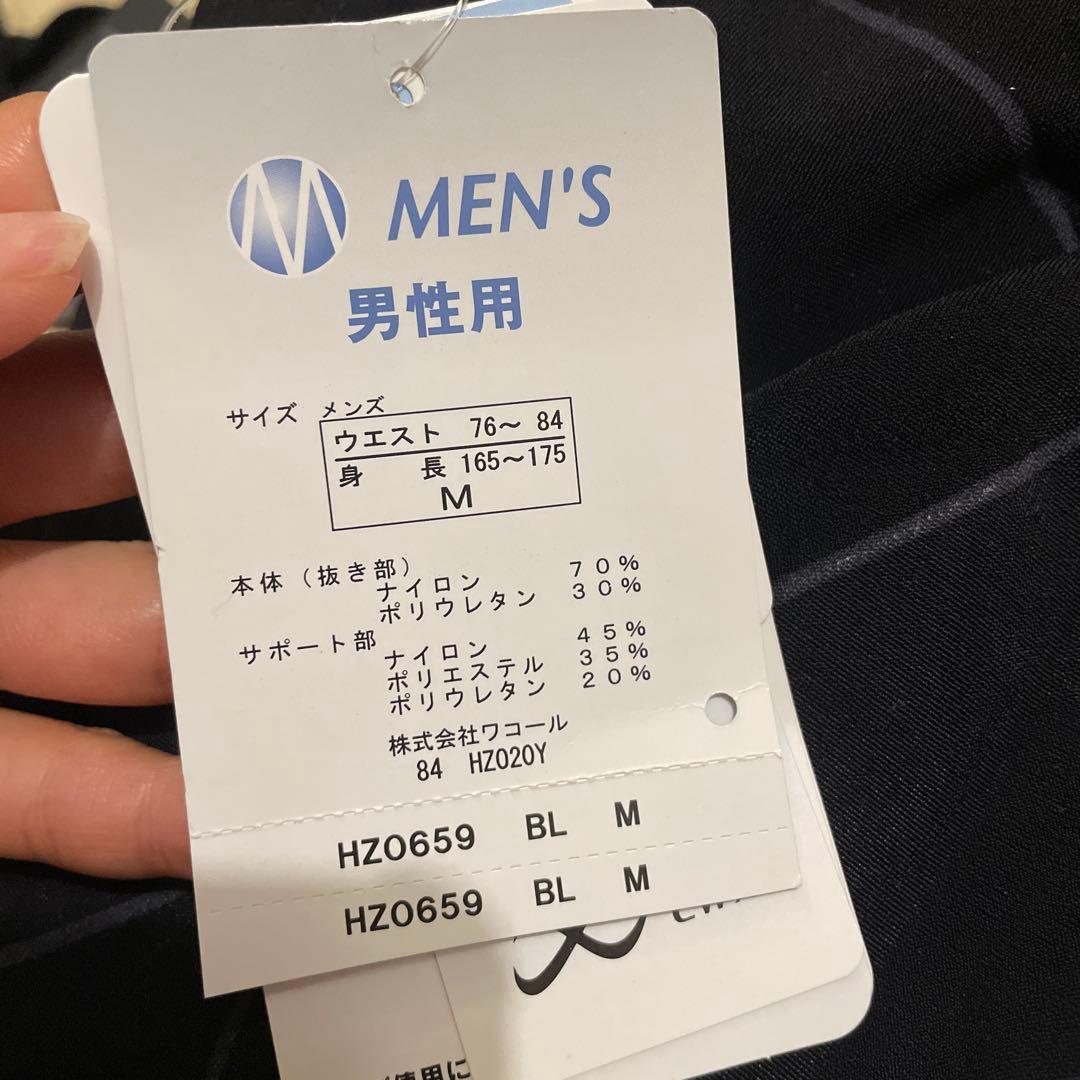 M MEN'S
男性用
サイズ メンズ
ウエスト 76〜 84
身 長 165〜175
M
本体（抜き部）
ナイロン 70%
ポリウレタン 30%
サポート部
ナイロン 45%
ポリエステル 35%
ポリウレタン 20%
株式会社ワコール
84 HZ020Y
HZ0659 BL M
HZ0659 BL M
使用に